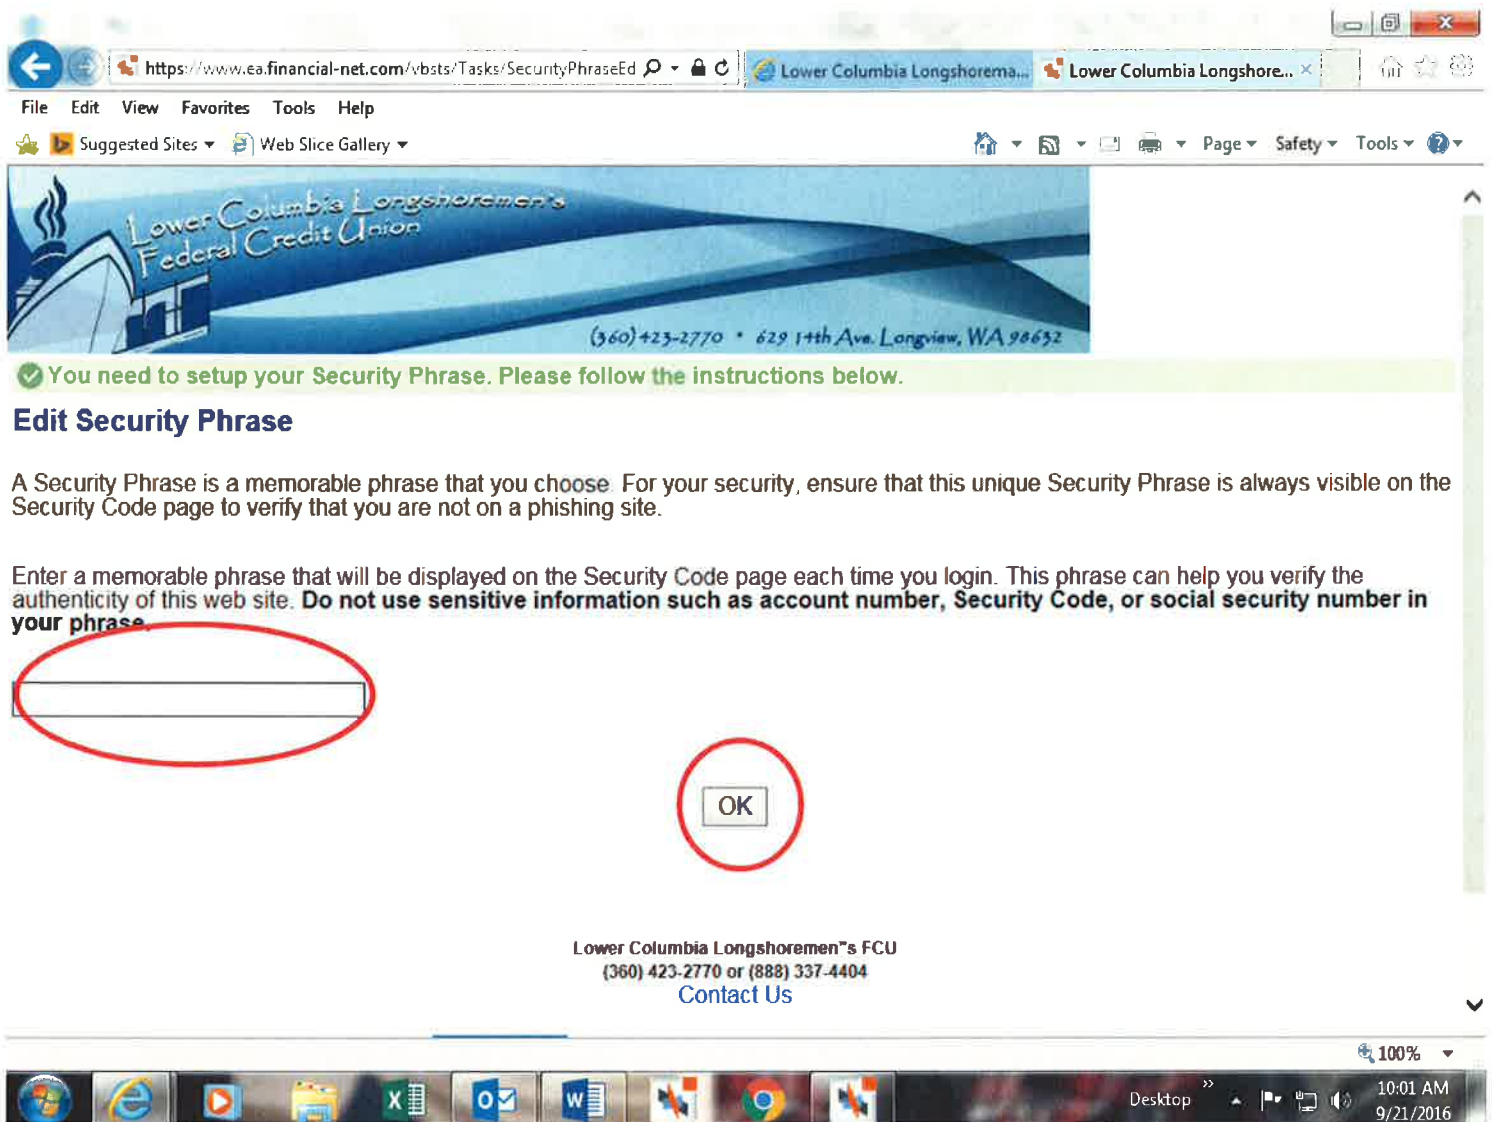 https://www.ea.financial-net.com/vbsts/Tasks/SecurityPhraseEd
Lower Columbia Longshorema...
Lower Columbia Longshore... ×
File Edit View Favorites Tools Help
Suggested Sites ▾ Web Slice Gallery ▾
Page ▾ Safety ▾ Tools ▾
Lower Columbia Longshoremen's
Federal Credit Union
(360)423-2770 • 629 14th Ave. Longview, WA 98632
You need to setup your Security Phrase. Please follow the instructions below.
Edit Security Phrase
A Security Phrase is a memorable phrase that you choose. For your security, ensure that this unique Security Phrase is always visible on the
Security Code page to verify that you are not on a phishing site.
Enter a memorable phrase that will be displayed on the Security Code page each time you login. This phrase can help you verify the
authenticity of this web site. Do not use sensitive information such as account number, Security Code, or social security number in
your phrase.
OK
Lower Columbia Longshoremen"s FCU
(360) 423-2770 or (888) 337-4404
Contact Us
100% ▾
Desktop »
10:01 AM
9/21/2016